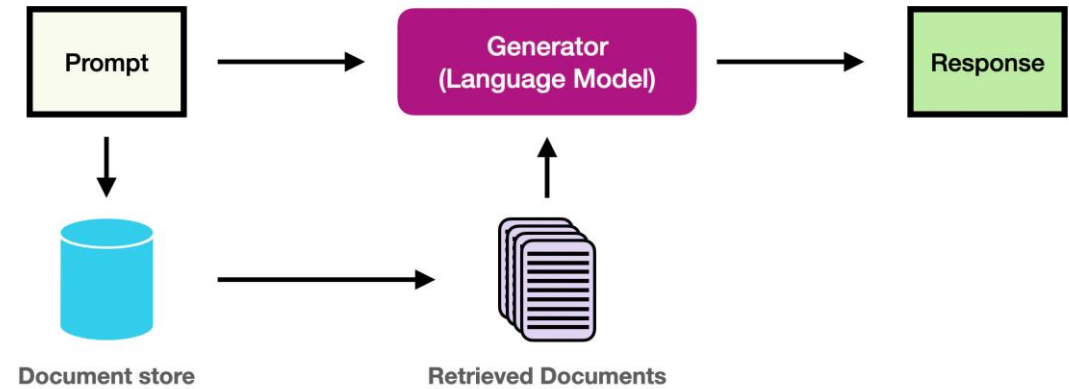 Prompt
Generator
(Language Model)
Response
Document store
Retrieved Documents